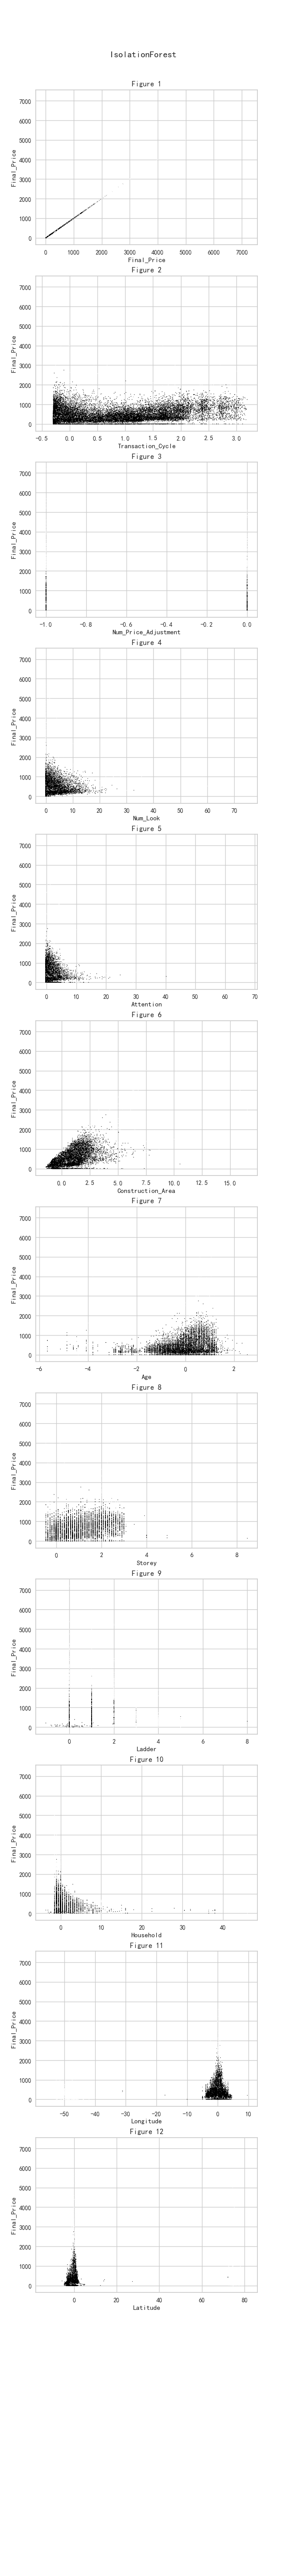 IsolationForest
Figure 1
7000
6000
5000
4000
3000
2000
1000
0
Final_Price
0 1000 2000 3000 4000 5000 6000 7000
Final_Price
Figure 2
7000
6000
5000
4000
3000
2000
1000
0
Final_Price
-0.5 0.0 0.5 1.0 1.5 2.0 2.5 3.0
Transaction_Cycle
Figure 3
7000
6000
5000
4000
3000
2000
1000
0
Final_Price
-1.0 -0.8 -0.6 -0.4 -0.2 0.0
Num_Price_Adjustment
Figure 4
7000
6000
5000
4000
3000
2000
1000
0
Final_Price
0 10 20 30 40 50 60 70
Num_Look
Figure 5
7000
6000
5000
4000
3000
2000
1000
0
Final_Price
0 10 20 30 40 50 60 70
Attention
Figure 6
7000
6000
5000
4000
3000
2000
1000
0
Final_Price
0.0 2.5 5.0 7.5 10.0 12.5 15.0
Construction_Area
Figure 7
7000
6000
5000
4000
3000
2000
1000
0
Final_Price
-6 -4 -2 0 2
Age
Figure 8
7000
6000
5000
4000
3000
2000
1000
0
Final_Price
0 2 4 6 8
Storey
Figure 9
7000
6000
5000
4000
3000
2000
1000
0
Final_Price
0 2 4 6 8
Ladder
Figure 10
7000
6000
5000
4000
3000
2000
1000
0
Final_Price
0 10 20 30 40
Household
Figure 11
7000
6000
5000
4000
3000
2000
1000
0
Final_Price
-50 -40 -30 -20 -10 0 10
Longitude
Figure 12
7000
6000
5000
4000
3000
2000
1000
0
Final_Price
0 20 40 60 80
Latitude